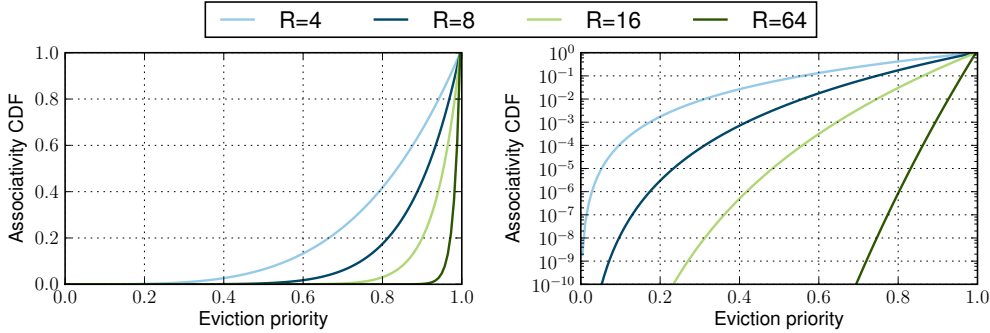 R=4 R=8 R=16 R=64
Associativity CDF
1.0
0.8
0.6
0.4
0.2
0.0
0.0 0.2 0.4 0.6 0.8 1.0
Eviction priority
Associativity CDF
10⁰
10⁻¹
10⁻²
10⁻³
10⁻⁴
10⁻⁵
10⁻⁶
10⁻⁷
10⁻⁸
10⁻⁹
10⁻¹⁰
0.0 0.2 0.4 0.6 0.8 1.0
Eviction priority